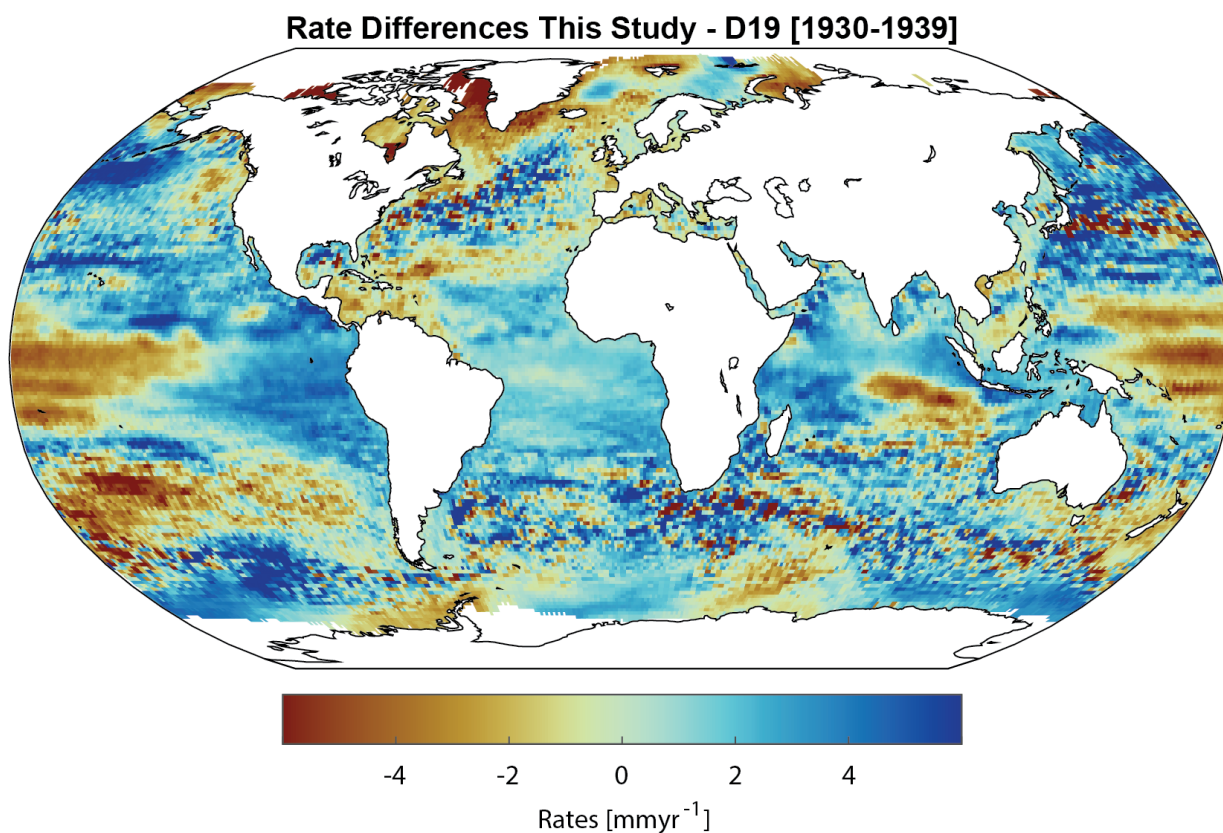 Rate Differences This Study - D19 [1930-1939]
-4 -2 0 2 4
Rates [mmyr⁻¹]